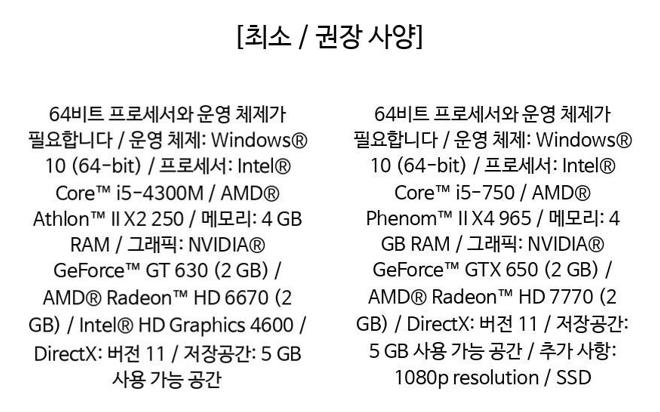 [최소 / 권장 사양]
64비트 프로세서와 운영 체제가
필요합니다 / 운영 체제: Windows®
10 (64-bit) / 프로세서: Intel®
Core™ i5-4300M / AMD®
Athlon™ II X2 250 / 메모리: 4 GB
RAM / 그래픽: NVIDIA®
GeForce™ GT 630 (2 GB) /
AMD® Radeon™ HD 6670 (2
GB) / Intel® HD Graphics 4600 /
DirectX: 버전 11 / 저장공간: 5 GB
사용 가능 공간
64비트 프로세서와 운영 체제가
필요합니다 / 운영 체제: Windows®
10 (64-bit) / 프로세서: Intel®
Core™ i5-750 / AMD®
Phenom™ II X4 965 / 메모리: 4
GB RAM / 그래픽: NVIDIA®
GeForce™ GTX 650 (2 GB) /
AMD® Radeon™ HD 7770 (2
GB) / DirectX: 버전 11 / 저장공간:
5 GB 사용 가능 공간 / 추가 사항:
1080p resolution / SSD